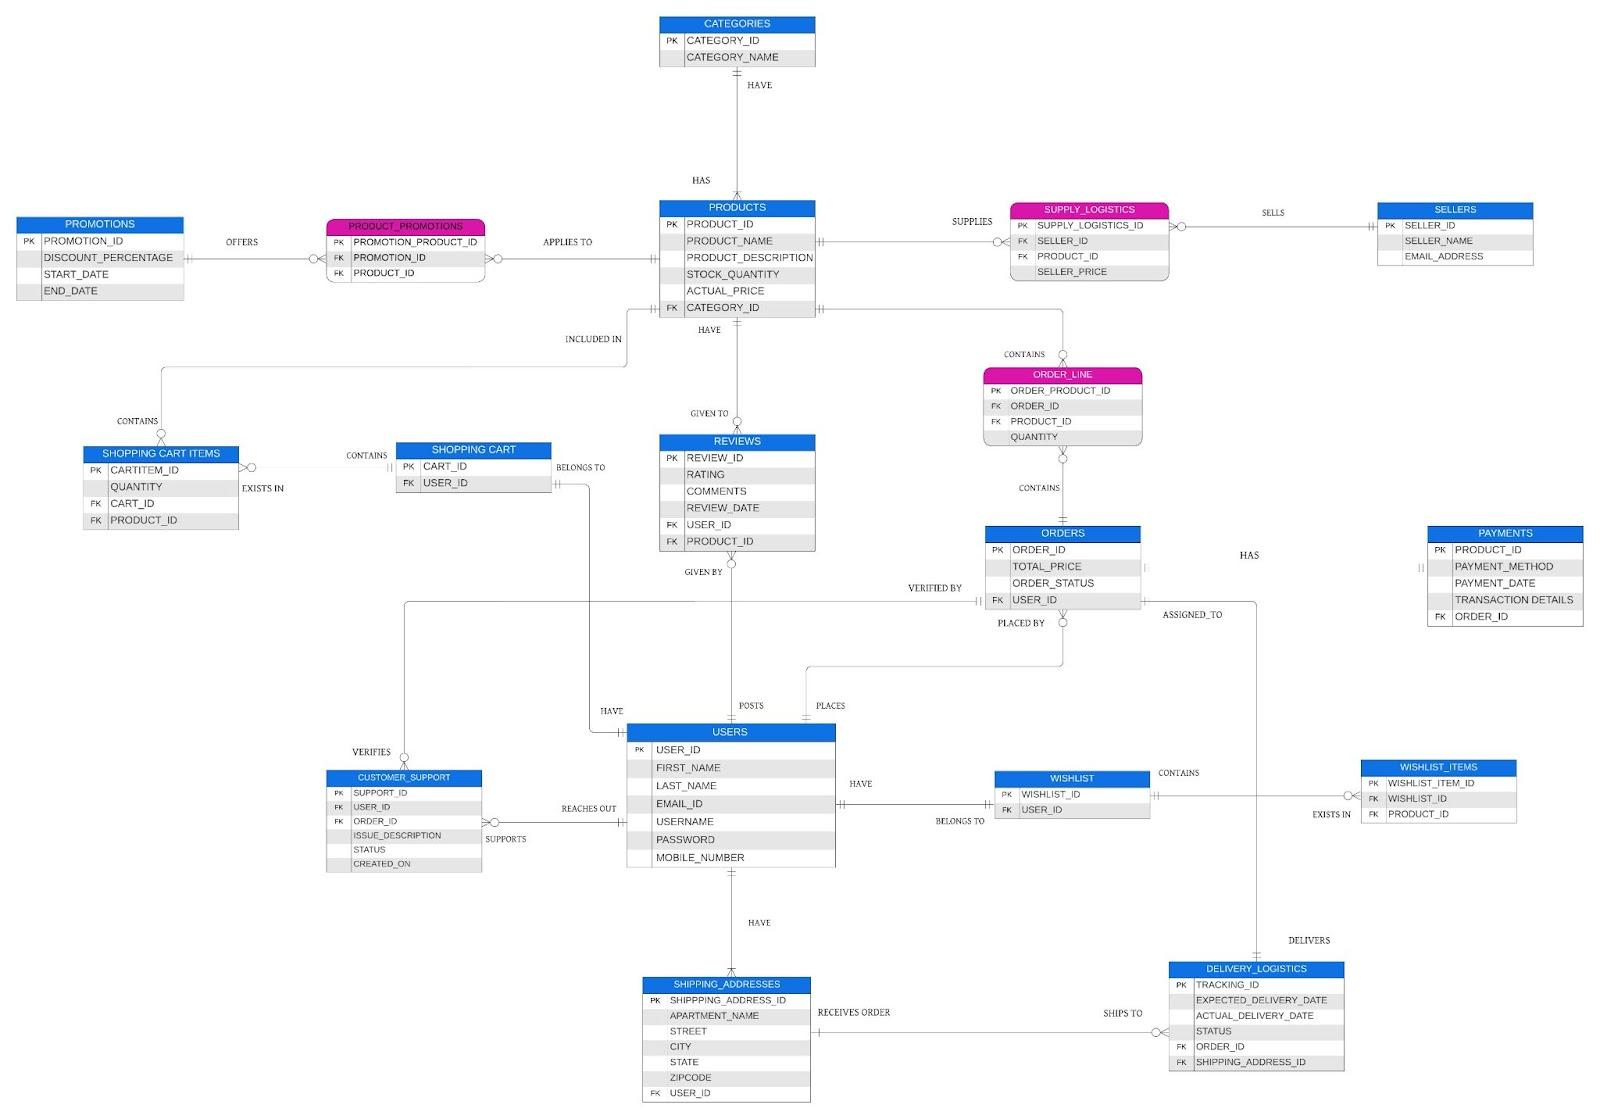 CATEGORIES
PK CATEGORY_ID
CATEGORY_NAME
HAVE
HAS
PROMOTIONS
PK PROMOTION_ID
DISCOUNT_PERCENTAGE
START_DATE
END_DATE
OFFERS
PRODUCT_PROMOTIONS
PK PROMOTION_PRODUCT_ID
FK PROMOTION_ID
FK PRODUCT_ID
APPLIES TO
PRODUCTS
PK PRODUCT_ID
PRODUCT_NAME
PRODUCT_DESCRIPTION
STOCK_QUANTITY
ACTUAL_PRICE
FK CATEGORY_ID
SUPPLIES
SUPPLY_LOGISTICS
PK SUPPLY_LOGISTICS_ID
FK SELLER_ID
FK PRODUCT_ID
SELLER_PRICE
SELLS
SELLERS
PK SELLER_ID
SELLER_NAME
EMAIL_ADDRESS
INCLUDED IN
HAVE
CONTAINS
CONTAINS
GIVEN TO
ORDER_LINE
PK ORDER_PRODUCT_ID
FK ORDER_ID
FK PRODUCT_ID
QUANTITY
SHOPPING CART ITEMS
PK CARTITEM_ID
QUANTITY
FK CART_ID
FK PRODUCT_ID
CONTAINS
EXISTS IN
SHOPPING CART
PK CART_ID
FK USER_ID
BELONGS TO
REVIEWS
PK REVIEW_ID
RATING
COMMENTS
REVIEW_DATE
FK USER_ID
FK PRODUCT_ID
GIVEN BY
CONTAINS
ORDERS
PK ORDER_ID
TOTAL_PRICE
ORDER_STATUS
FK USER_ID
HAS
PAYMENTS
PK PRODUCT_ID
PAYMENT_METHOD
PAYMENT_DATE
TRANSACTION DETAILS
FK ORDER_ID
VERIFIED BY
PLACED BY
ASSIGNED_TO
HAVE
POSTS
PLACES
VERIFIES
CUSTOMER_SUPPORT
PK SUPPORT_ID
FK USER_ID
FK ORDER_ID
ISSUE_DESCRIPTION
STATUS
CREATED_ON
REACHES OUT
SUPPORTS
USERS
PK USER_ID
FIRST_NAME
LAST_NAME
EMAIL_ID
USERNAME
PASSWORD
MOBILE_NUMBER
HAVE
BELONGS TO
WISHLIST
PK WISHLIST_ID
FK USER_ID
CONTAINS
EXISTS IN
WISHLIST_ITEMS
PK WISHLIST_ITEM_ID
FK WISHLIST_ID
PK PRODUCT_ID
HAVE
DELIVERS
SHIPPING_ADDRESSES
PK SHIPPPING_ADDRESS_ID
APARTMENT_NAME
STREET
CITY
STATE
ZIPCODE
FK USER_ID
RECEIVES ORDER
SHIPS TO
DELIVERY_LOGISTICS
PK TRACKING_ID
EXPECTED_DELIVERY_DATE
ACTUAL_DELIVERY_DATE
STATUS
FK ORDER_ID
FK SHIPPING_ADDRESS_ID